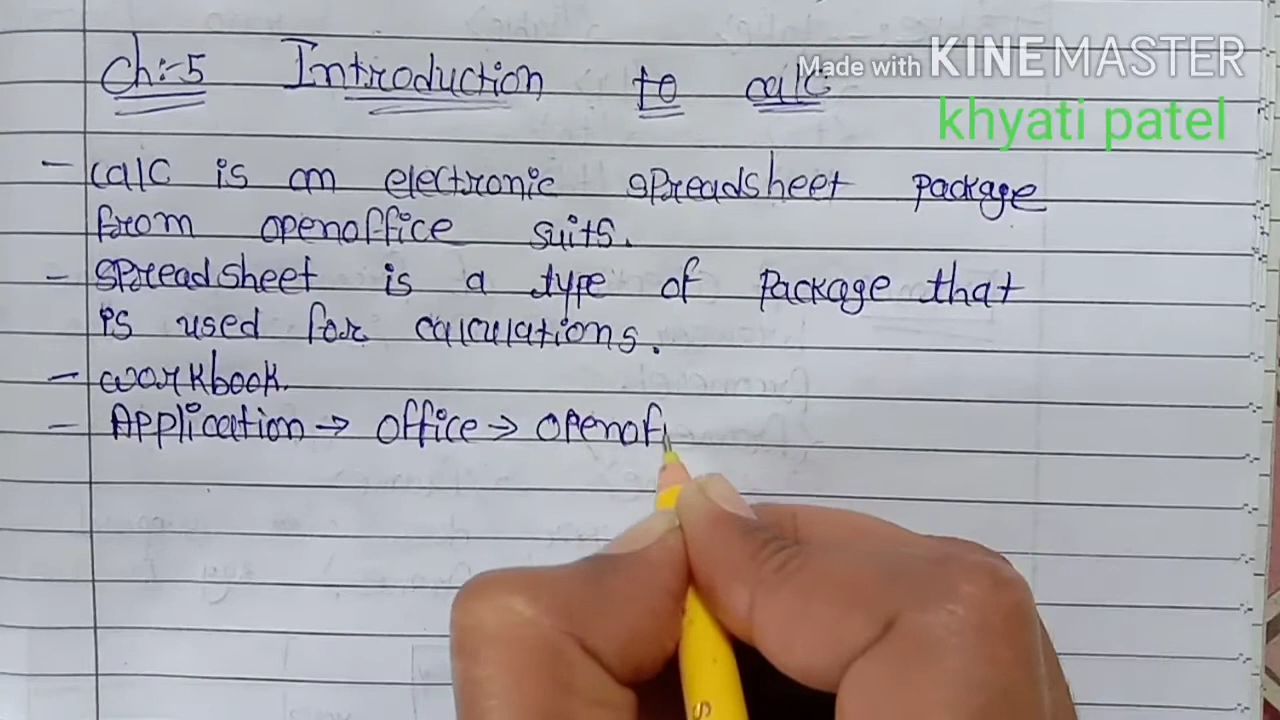 Ch:-5 Introduction to calc
Made with KINEMASTER
khyati patel
- calc is an electronic spreadsheet package
from openoffice suits.
- spreadsheet is a type of package that
is used for calculations.
- workbook.
- Application → office → openof